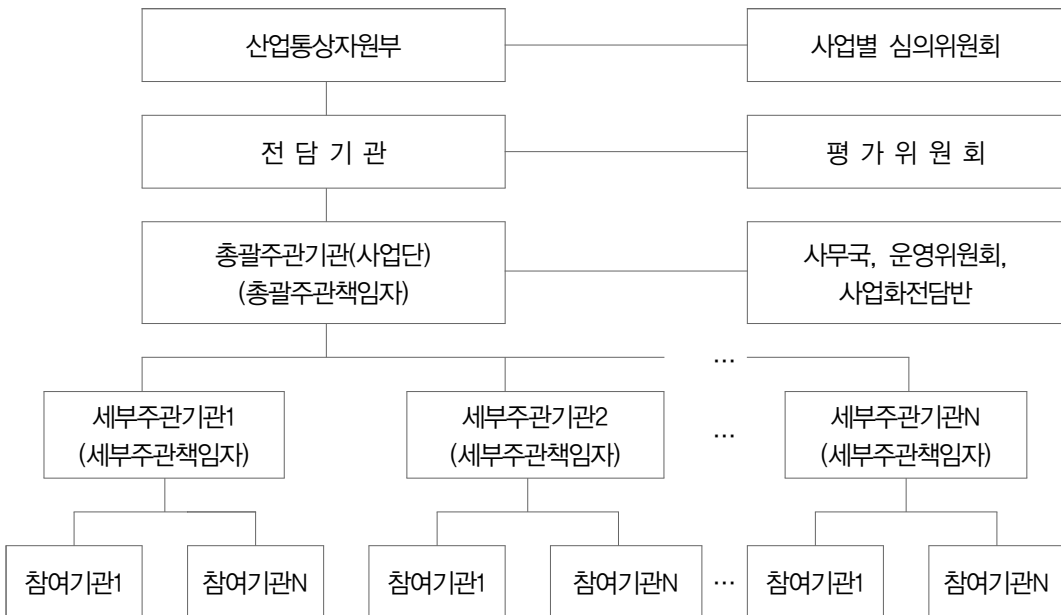 산업통상자원부
사업별 심의위원회
전 담 기 관
평 가 위 원 회
총괄주관기관(사업단)
(총괄주관책임자)
사무국, 운영위원회,
사업화전담반
...
세부주관기관1
(세부주관책임자)
세부주관기관2
(세부주관책임자)
...
세부주관기관N
(세부주관책임자)
참여기관1
참여기관N
참여기관1
참여기관N
...
참여기관1
참여기관N